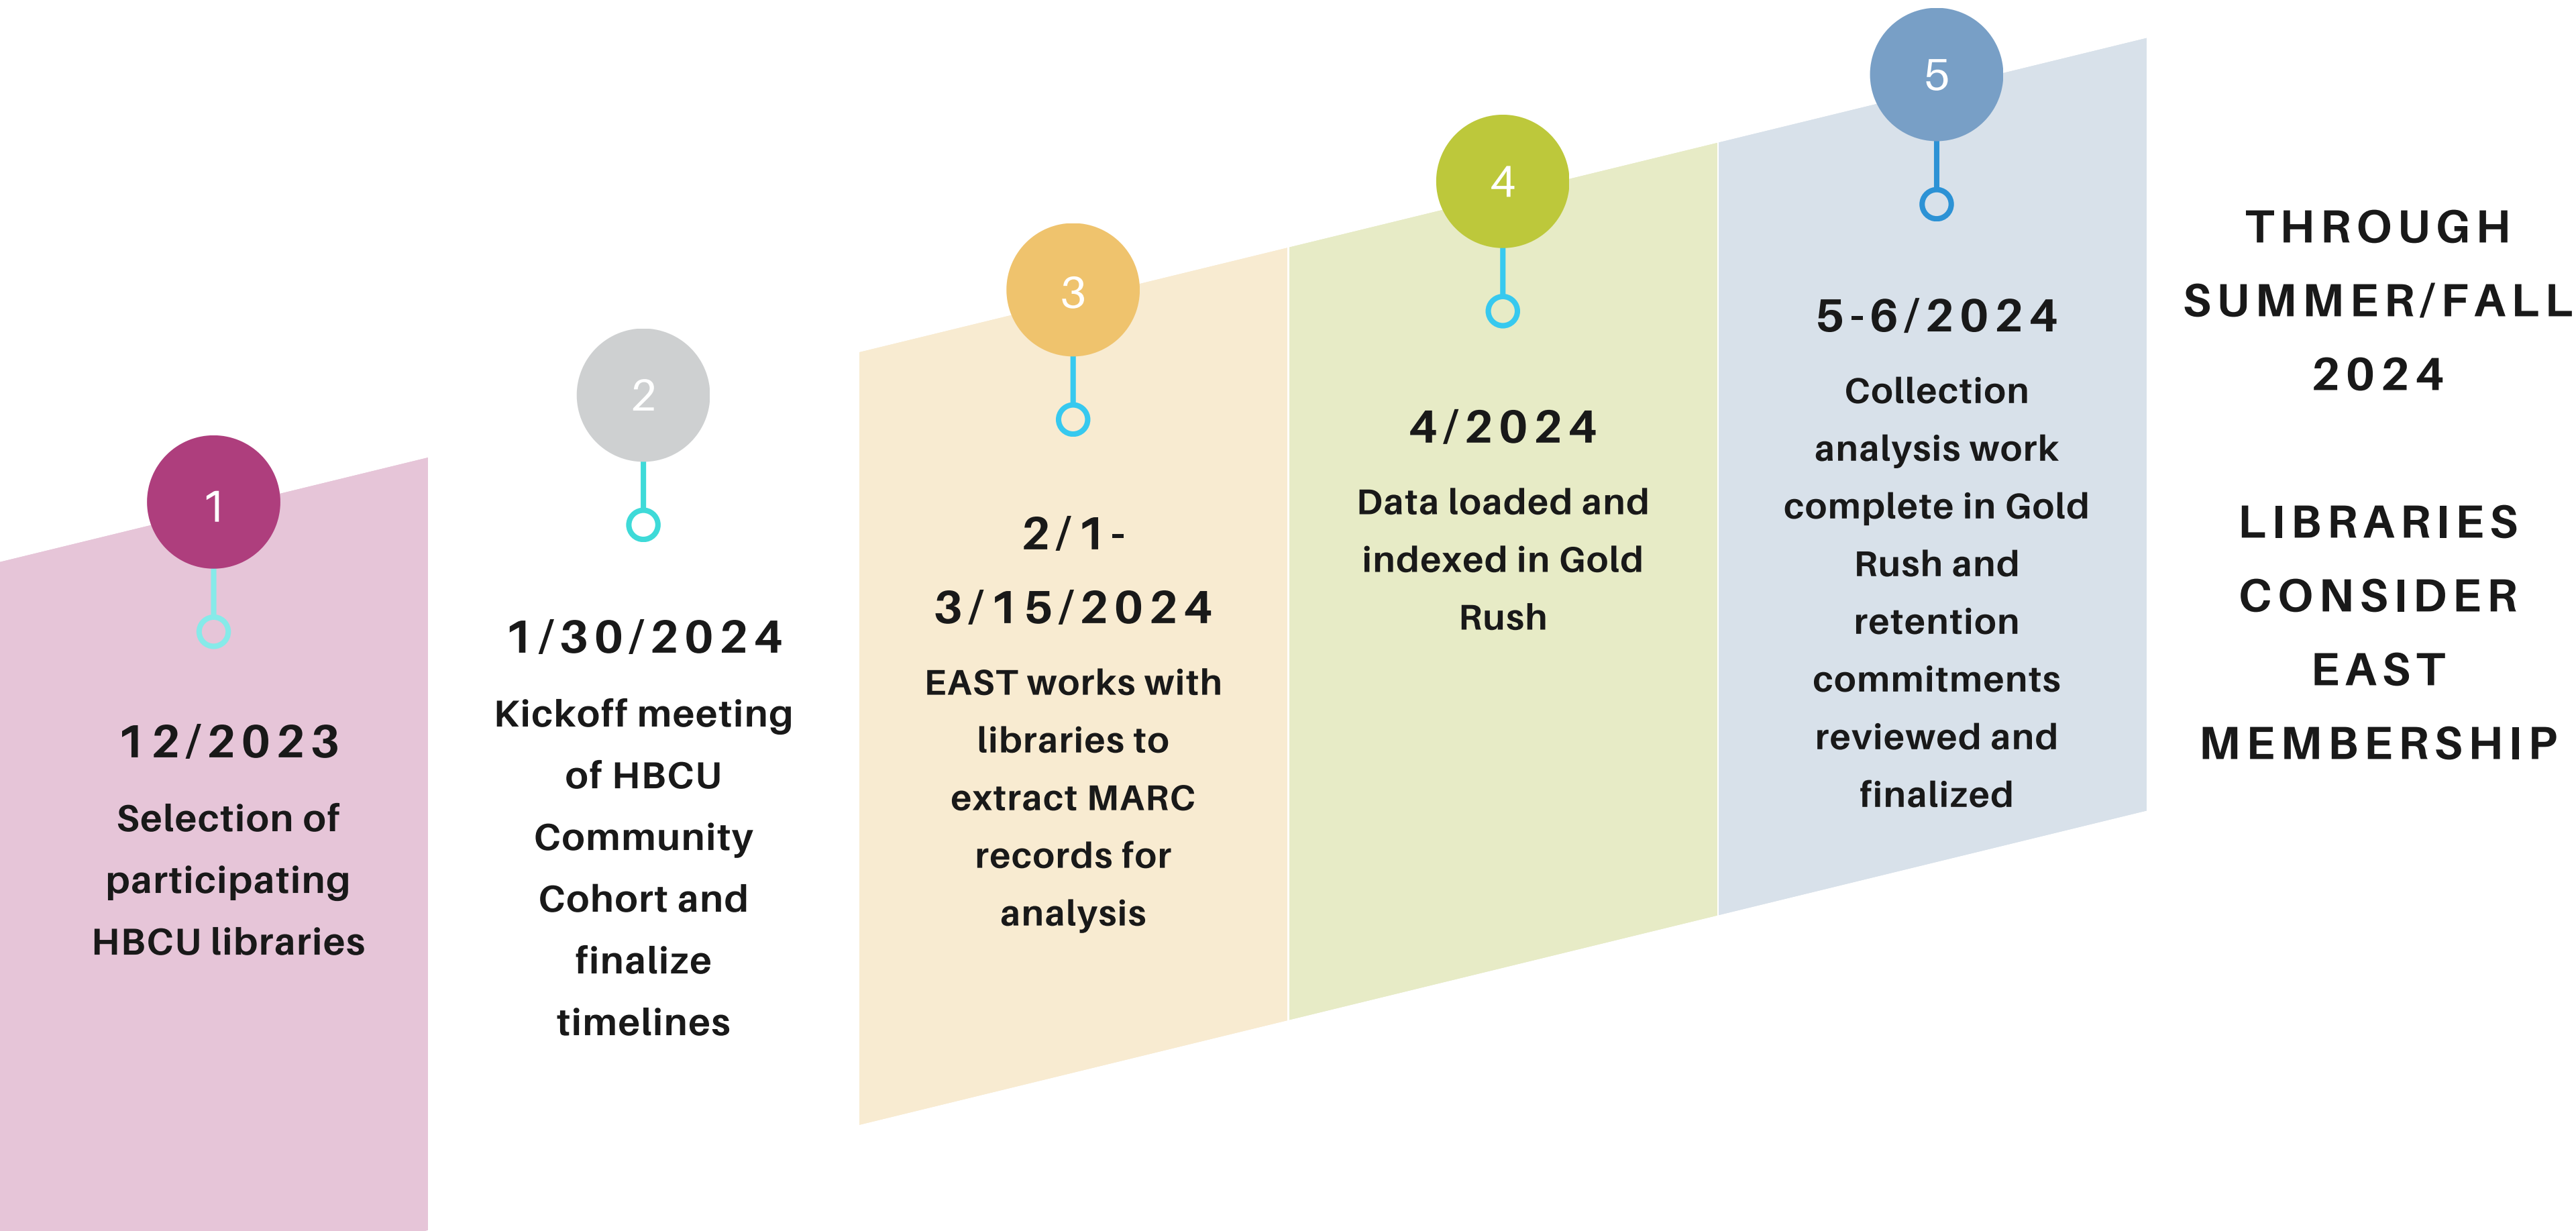 1
12/2023
Selection of
participating
HBCU libraries
2
1/30/2024
Kickoff meeting
of HBCU
Community
Cohort and
finalize
timelines
3
2/1-
3/15/2024
EAST works with
libraries to
extract MARC
records for
analysis
4
4/2024
Data loaded and
indexed in Gold
Rush
5
5-6/2024
Collection
analysis work
complete in Gold
Rush and
retention
commitments
reviewed and
finalized
THROUGH
SUMMER/FALL
2024
LIBRARIES
CONSIDER
EAST
MEMBERSHIP